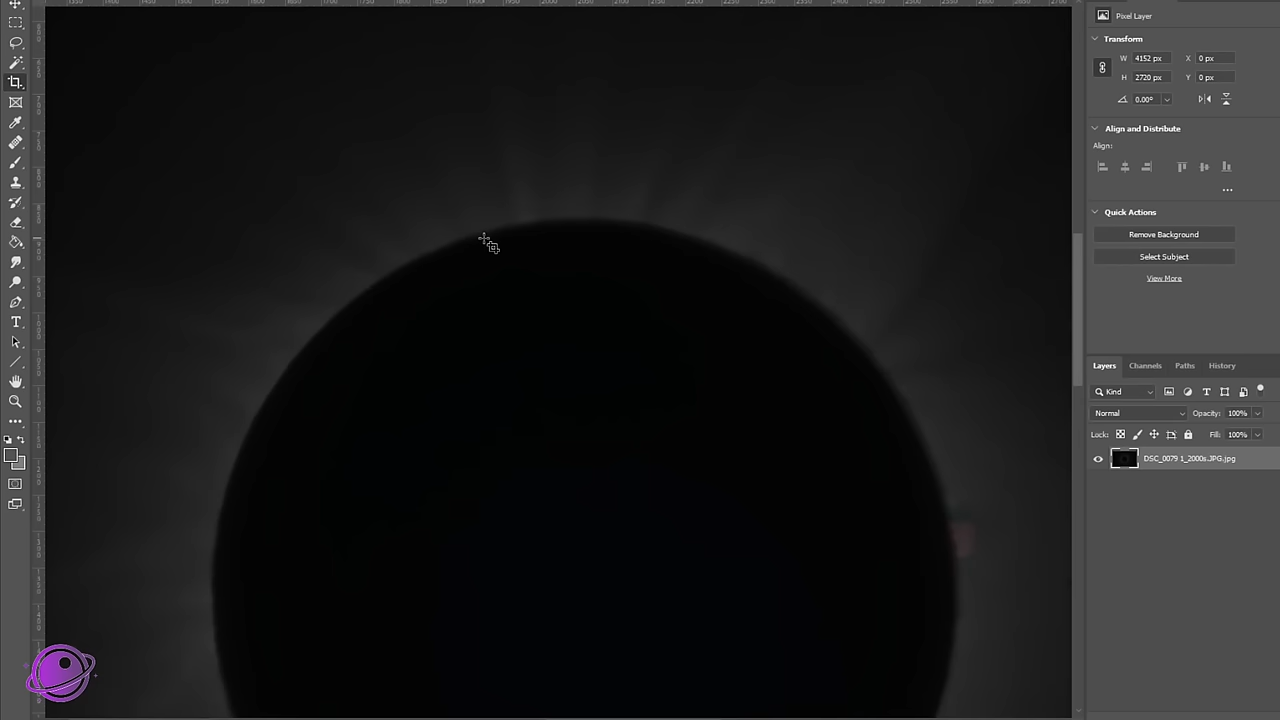 Pixel Layer
Transform
W 4152 px X 0 px
H 2720 px Y 0 px
0.00°
Align and Distribute
Align:
Quick Actions
Remove Background
Select Subject
View More
Layers Channels Paths History
Kind
Normal Opacity: 100%
Lock: Fill: 100%
DSC_0079 1_2000s.JPG.jpg